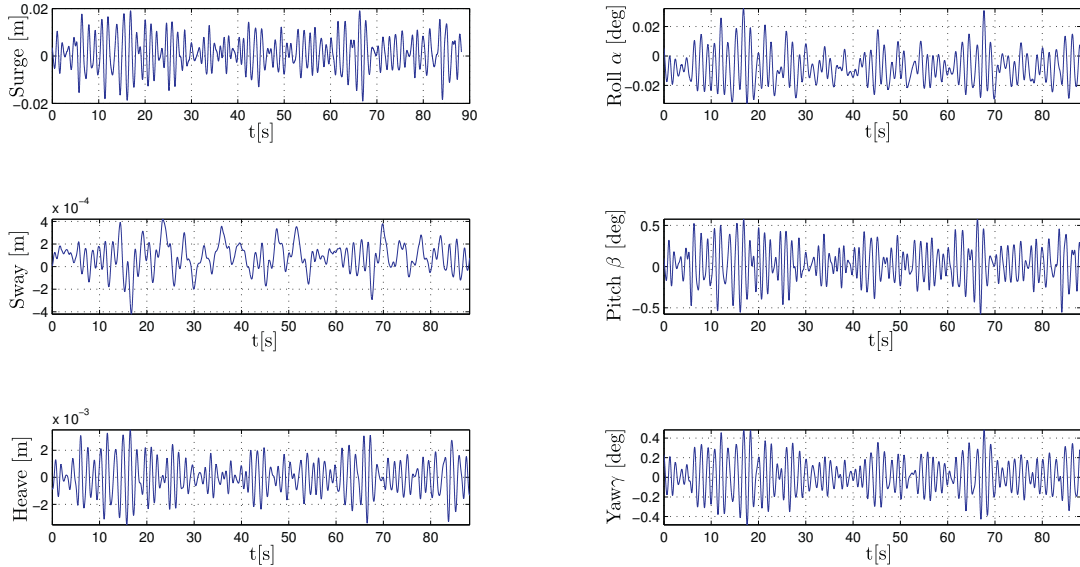 Surge [m]
0.02
0
−0.02
0 10 20 30 40 50 60 70 80 90
t[s]
Roll α [deg]
0.02
0
−0.02
0 10 20 30 40 50 60 70 80
t[s]
x 10⁻⁴
Sway [m]
4
2
0
−2
−4
0 10 20 30 40 50 60 70 80
t[s]
Pitch β [deg]
0.5
0
−0.5
0 10 20 30 40 50 60 70 80
t[s]
x 10⁻³
Heave [m]
2
0
−2
0 10 20 30 40 50 60 70 80
t[s]
Yawγ [deg]
0.4
0.2
0
−0.2
−0.4
0 10 20 30 40 50 60 70 80
t[s]